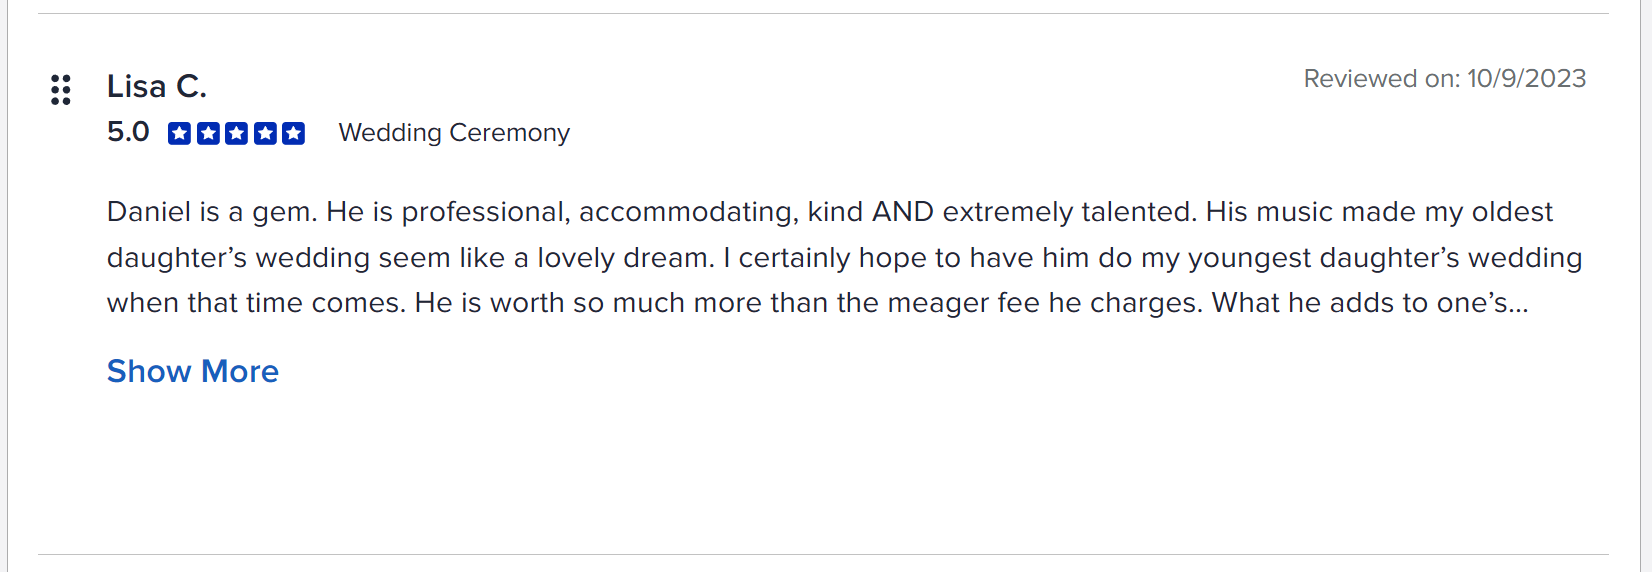 Lisa C.
Reviewed on: 10/9/2023
5.0 Wedding Ceremony
Daniel is a gem. He is professional, accommodating, kind AND extremely talented. His music made my oldest
daughter’s wedding seem like a lovely dream. I certainly hope to have him do my youngest daughter’s wedding
when that time comes. He is worth so much more than the meager fee he charges. What he adds to one’s...
Show More